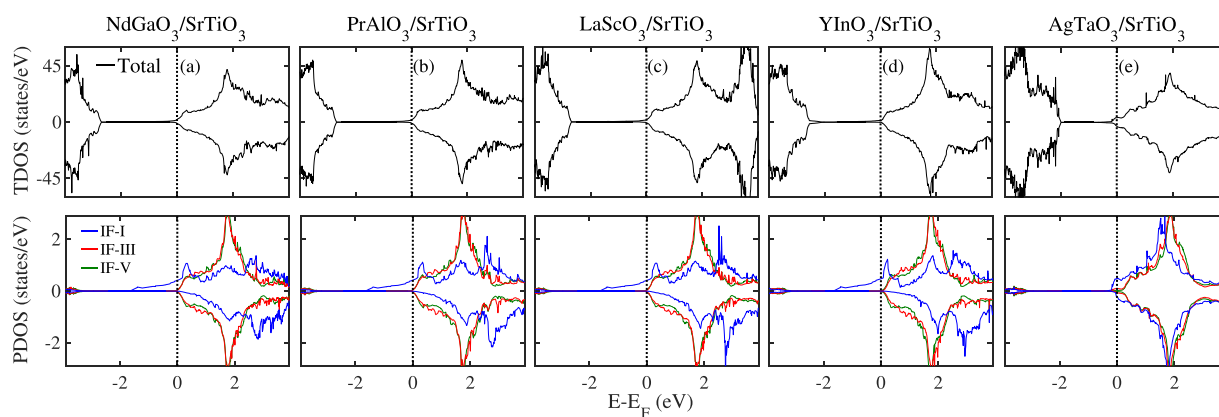 NdGaO3/SrTiO3 PrAlO3/SrTiO3 LaScO3/SrTiO3 YInO3/SrTiO3 AgTaO3/SrTiO3
TDOS (states/eV)
45
0
-45
Total
(a) (b) (c) (d) (e)
PDOS (states/eV)
2
0
-2
IF-I
IF-III
IF-V
-2 0 2 -2 0 2 -2 0 2 -2 0 2 -2 0 2
E-EF (eV)